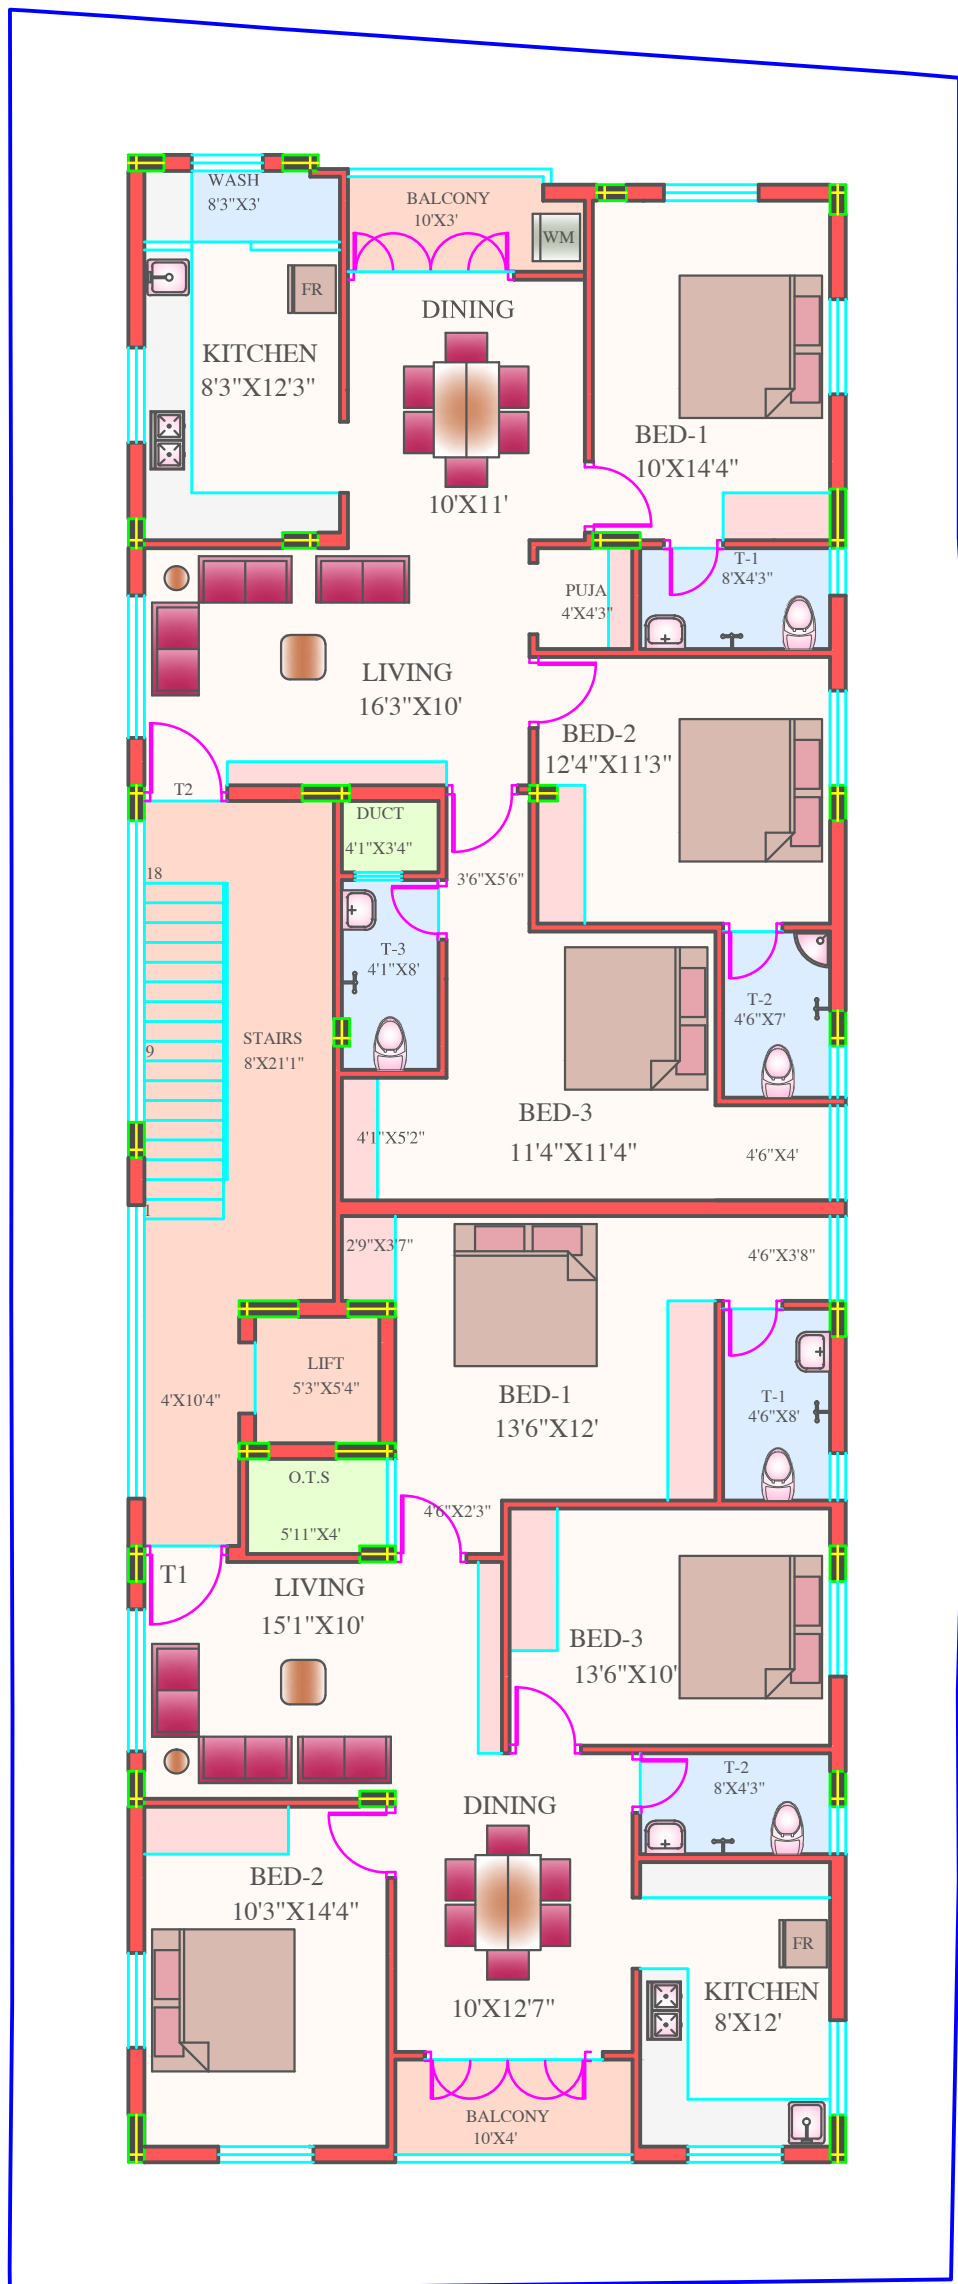 WASH
8'3"X3'
BALCONY
10'X3'
WM
FR
DINING
KITCHEN
8'3"X12'3"
BED-1
10'X14'4"
10'X11'
T-1
8'X4'3"
PUJA
4'X4'3"
LIVING
16'3"X10'
BED-2
12'4"X11'3"
T2
DUCT
4'1"X3'4"
18
3'6"X5'6"
T-3
4'1"X8'
T-2
4'6"X7'
STAIRS
8'X21'1"
9
BED-3
11'4"X11'4"
4'1"X5'2"
4'6"X4'
1
2'9"X3'7"
4'6"X3'8"
LIFT
5'3"X5'4"
4'X10'4"
BED-1
13'6"X12'
T-1
4'6"X8'
O.T.S
5'11"X4'
4'6"X2'3"
T1
LIVING
15'1"X10'
BED-3
13'6"X10'
T-2
8'X4'3"
DINING
BED-2
10'3"X14'4"
FR
KITCHEN
8'X12'
10'X12'7"
BALCONY
10'X4'